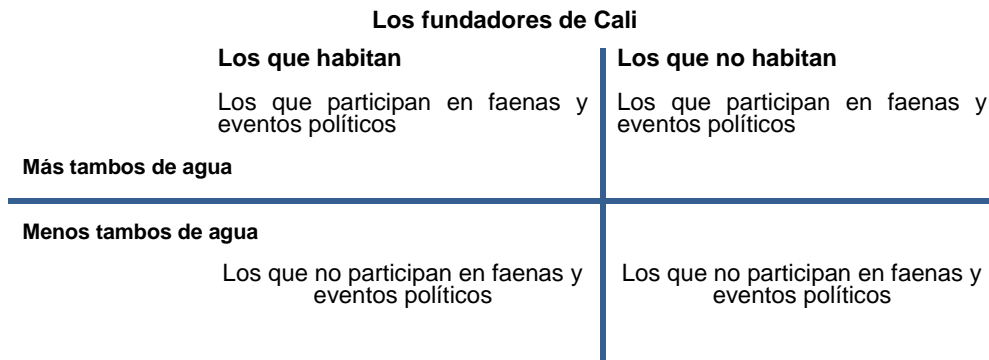 Los fundadores de Cali
Los que habitan
Los que no habitan
Los que participan en faenas y
eventos políticos
Los que participan en faenas y
eventos políticos
Más tambos de agua
Menos tambos de agua
Los que no participan en faenas y
eventos políticos
Los que no participan en faenas y
eventos políticos